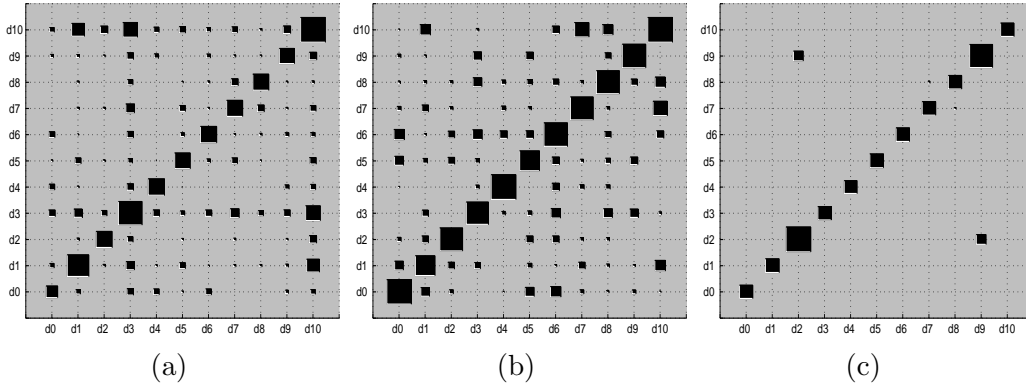 d10 d10 d10
d9 d9 d9
d8 d8 d8
d7 d7 d7
d6 d6 d6
d5 d5 d5
d4 d4 d4
d3 d3 d3
d2 d2 d2
d1 d1 d1
d0 d0 d0
d0 d1 d2 d3 d4 d5 d6 d7 d8 d9 d10 d0 d1 d2 d3 d4 d5 d6 d7 d8 d9 d10 d0 d1 d2 d3 d4 d5 d6 d7 d8 d9 d10
(a) (b) (c)